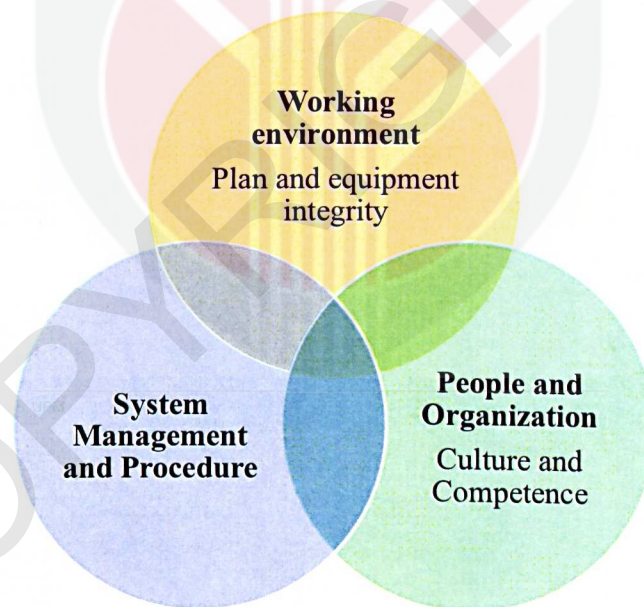 Working
environment
Plan and equipment
integrity
System
Management
and Procedure
People and
Organization
Culture and
Competence